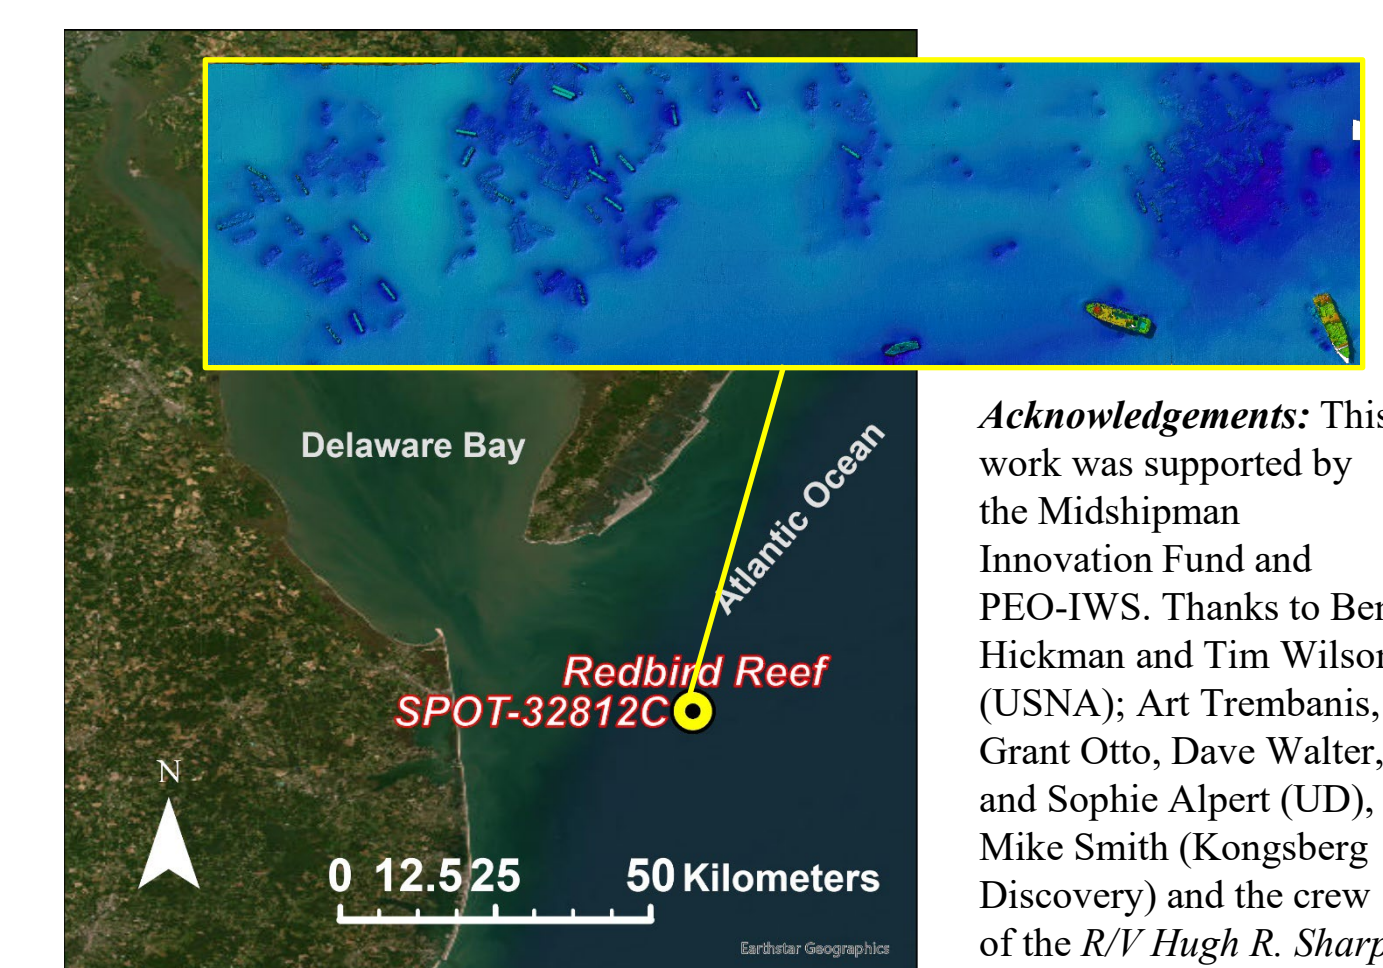 Delaware Bay
Atlantic Ocean
Redbird Reef
SPOT-32812C
N
0 12.5 25 50 Kilometers
Earthstar Geographics
Acknowledgements: This
work was supported by
the Midshipman
Innovation Fund and
PEO-IWS. Thanks to Ben
Hickman and Tim Wilson
(USNA); Art Trembanis,
Grant Otto, Dave Walter,
and Sophie Alpert (UD),
Mike Smith (Kongsberg
Discovery) and the crew
of the R/V Hugh R. Sharp